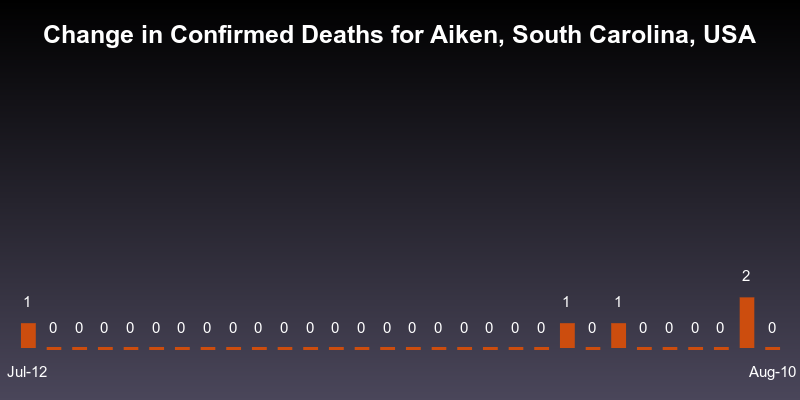 Change in Confirmed Deaths for Aiken, South Carolina, USA
2
1 1 1
0 0 0 0 0 0 0 0 0 0 0 0 0 0 0 0 0 0 0 0 0 0 0 0 0 0
Jul-12 Aug-10